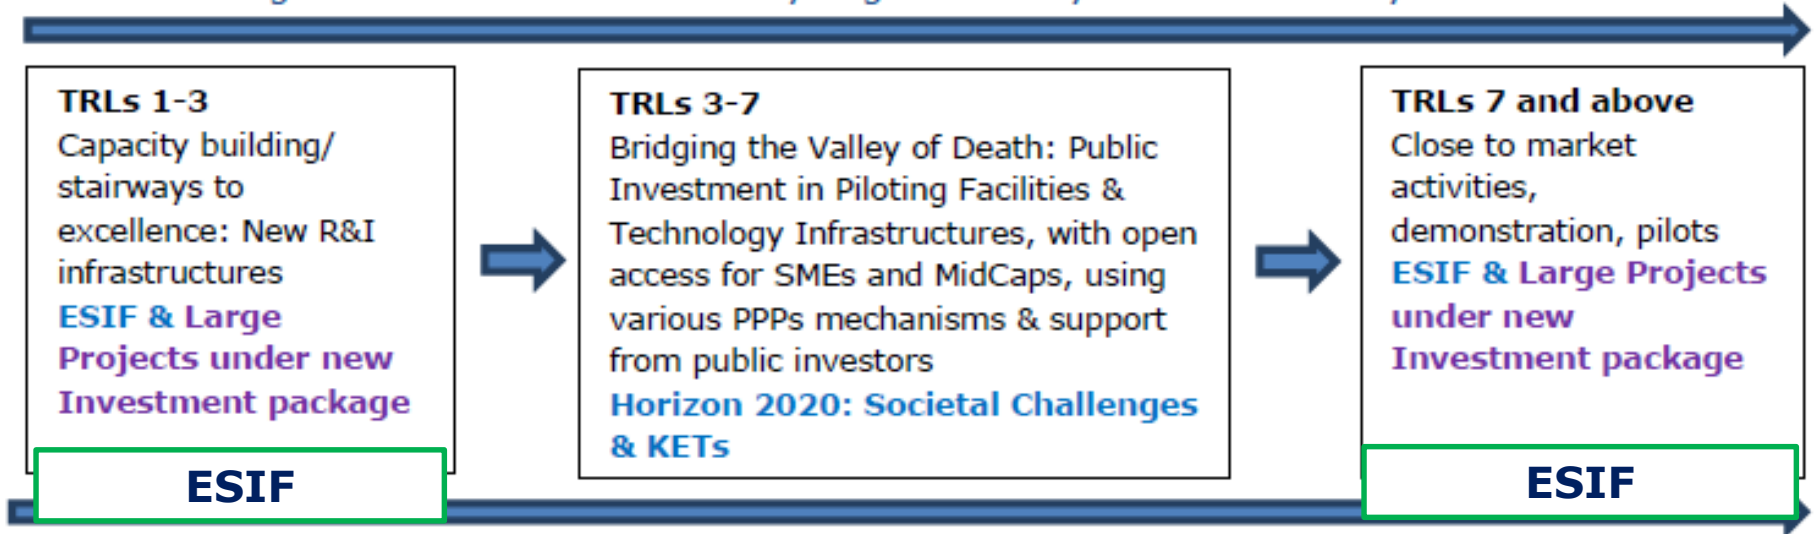 TRLs 1-3
Capacity building/
stairways to
excellence: New R&I
infrastructures
ESIF & Large
Projects under new
Investment package
ESIF
TRLs 3-7
Bridging the Valley of Death: Public
Investment in Piloting Facilities &
Technology Infrastructures, with open
access for SMEs and MidCaps, using
various PPPs mechanisms & support
from public investors
Horizon 2020: Societal Challenges
& KETs
TRLs 7 and above
Close to market
activities,
demonstration, pilots
ESIF & Large Projects
under new
Investment package
ESIF